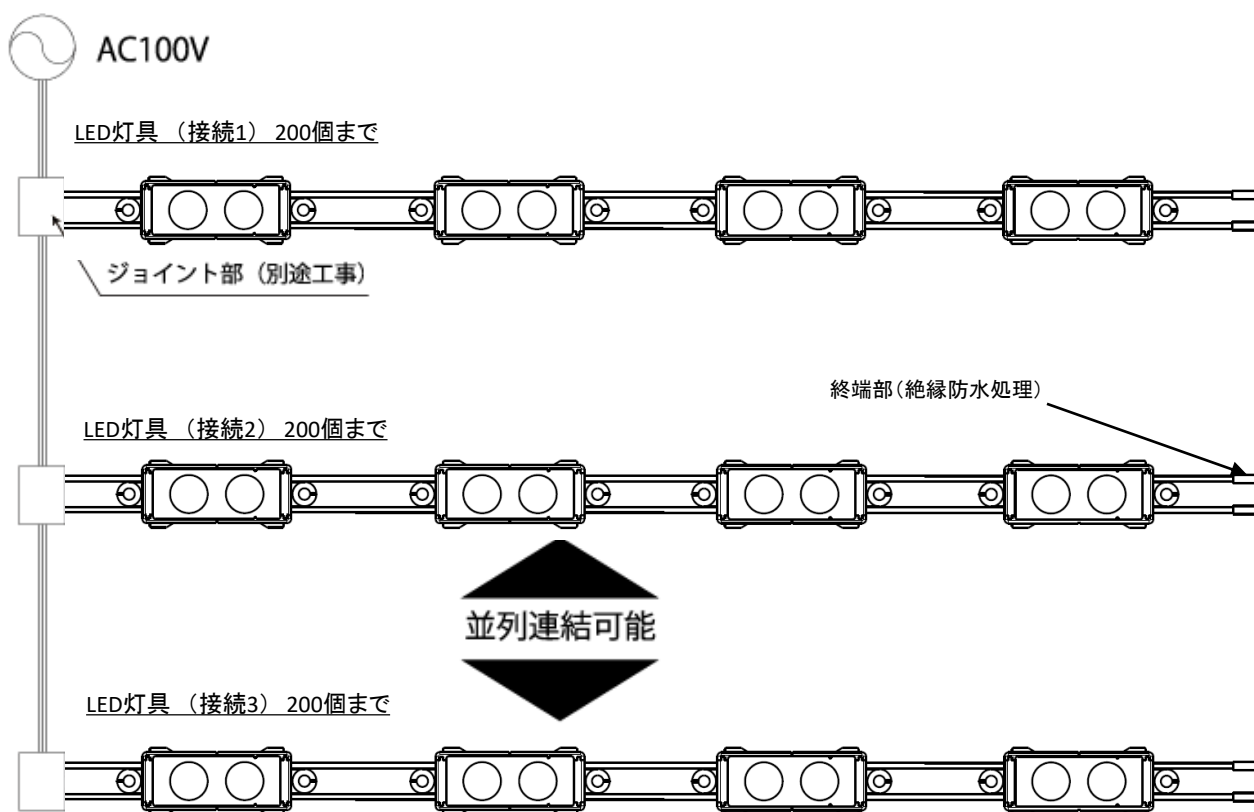 AC100V
LED灯具 （接続1） 200個まで
ジョイント部（別途工事）
終端部（絶縁防水処理）
LED灯具 （接続2） 200個まで
並列連結可能
LED灯具 （接続3） 200個まで